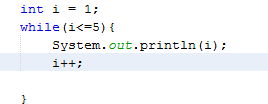 int i = 1;
while(i<=5){
System.out.println(i);
i++;
}